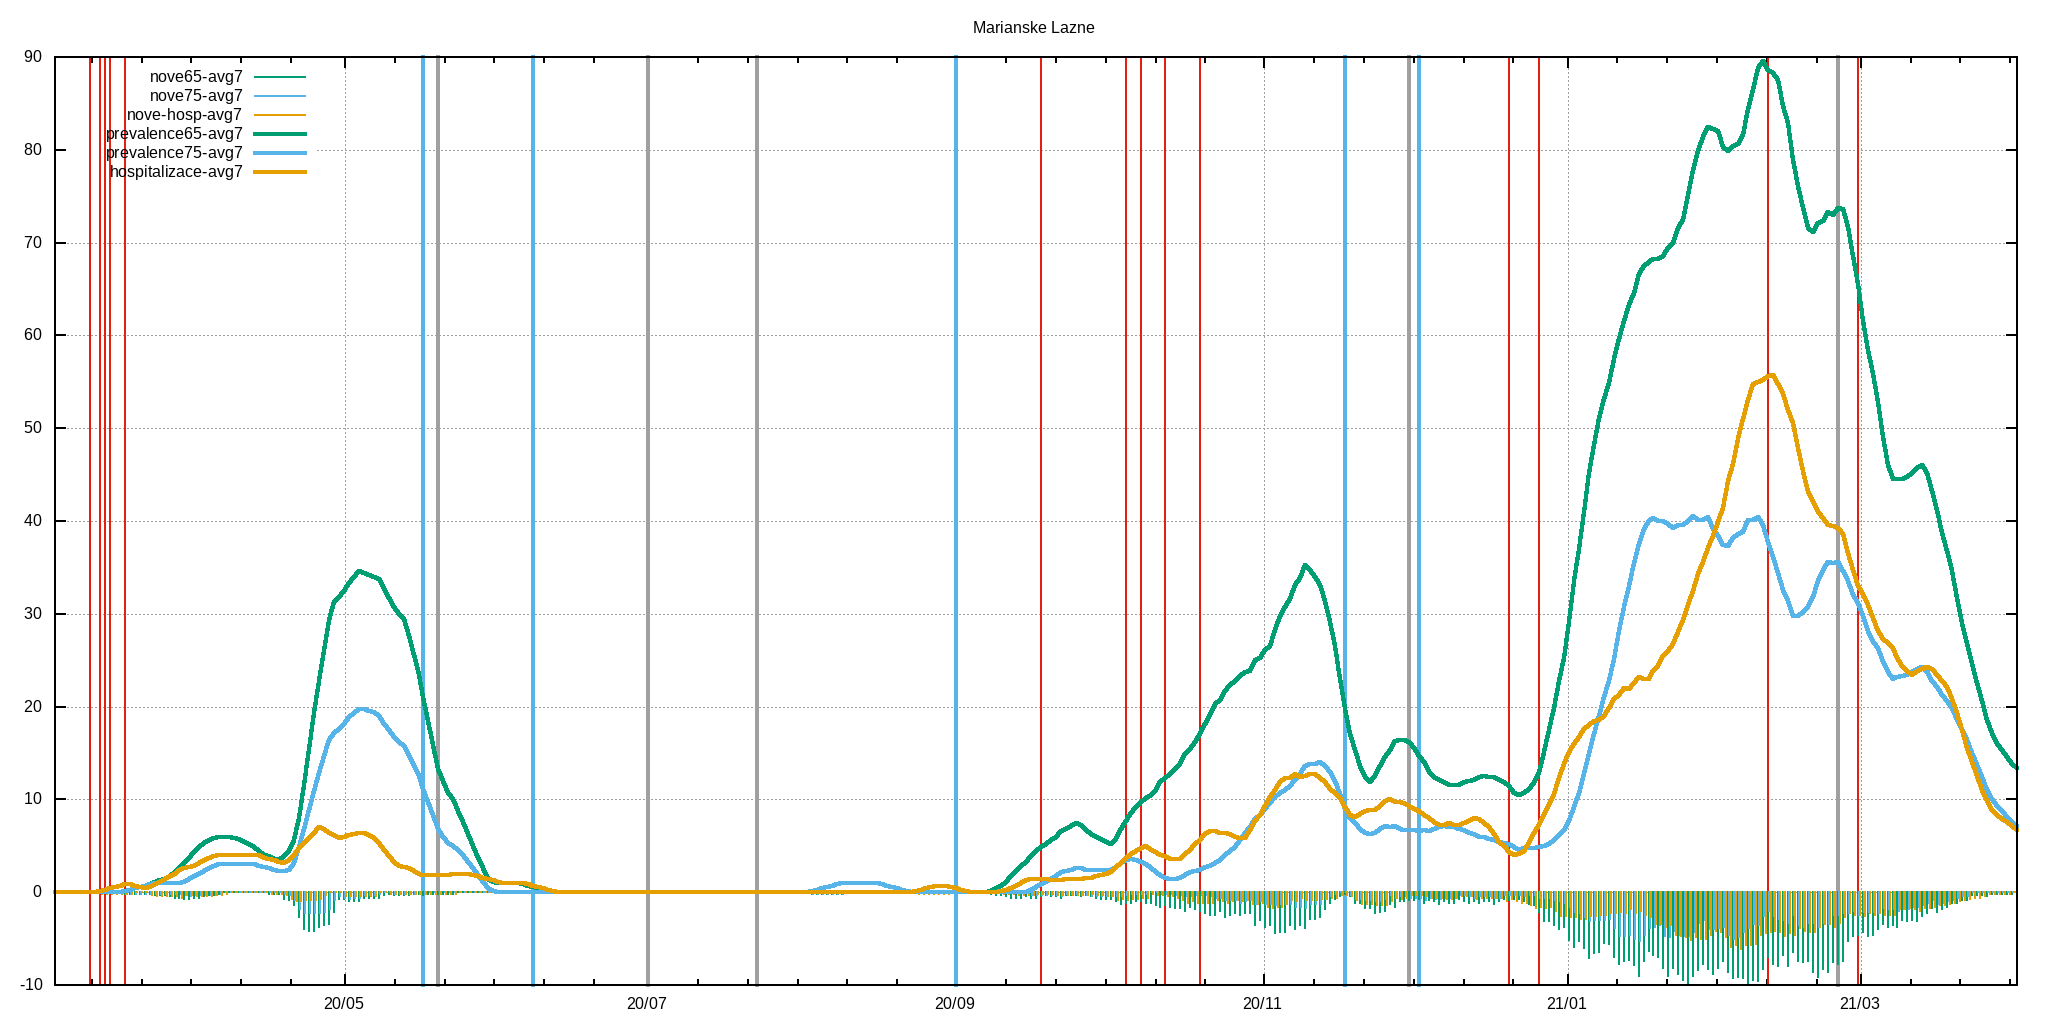 Marianske Lazne
90
80
70
60
50
40
30
20
10
0
-10
nove65-avg7
nove75-avg7
nove-hosp-avg7
prevalence65-avg7
prevalence75-avg7
hospitalizace-avg7
20/05
20/07
20/09
20/11
21/01
21/03